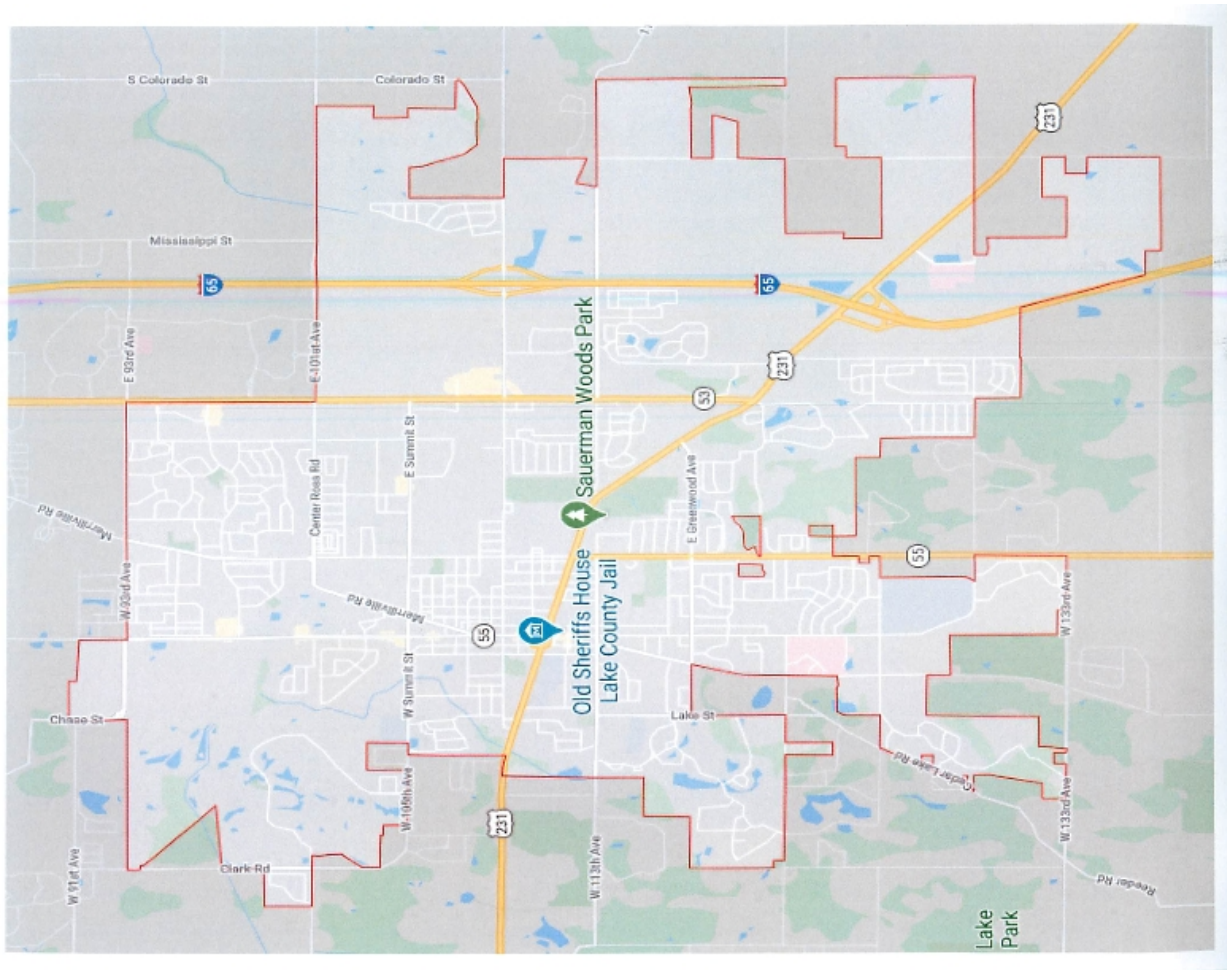 S Colorado St
Colorado St
231
Mississippi St
65
65
E 93rd Ave
E 101st Ave
Sauerman Woods Park
231
53
E Summit St
Center Ross Rd
E Greenwood Ave
Merrillville Rd
Old Sheriffs House
Lake County Jail
55
W 93rd Ave
Merrillville Rd
55
W 133rd Ave
W Summit St
Chase St
Lake St
Cedar Lake Rd
W 109th Ave
231
W 133rd Ave
W 91st Ave
Clark Rd
W 113th Ave
Reeder Rd
Lake
Park